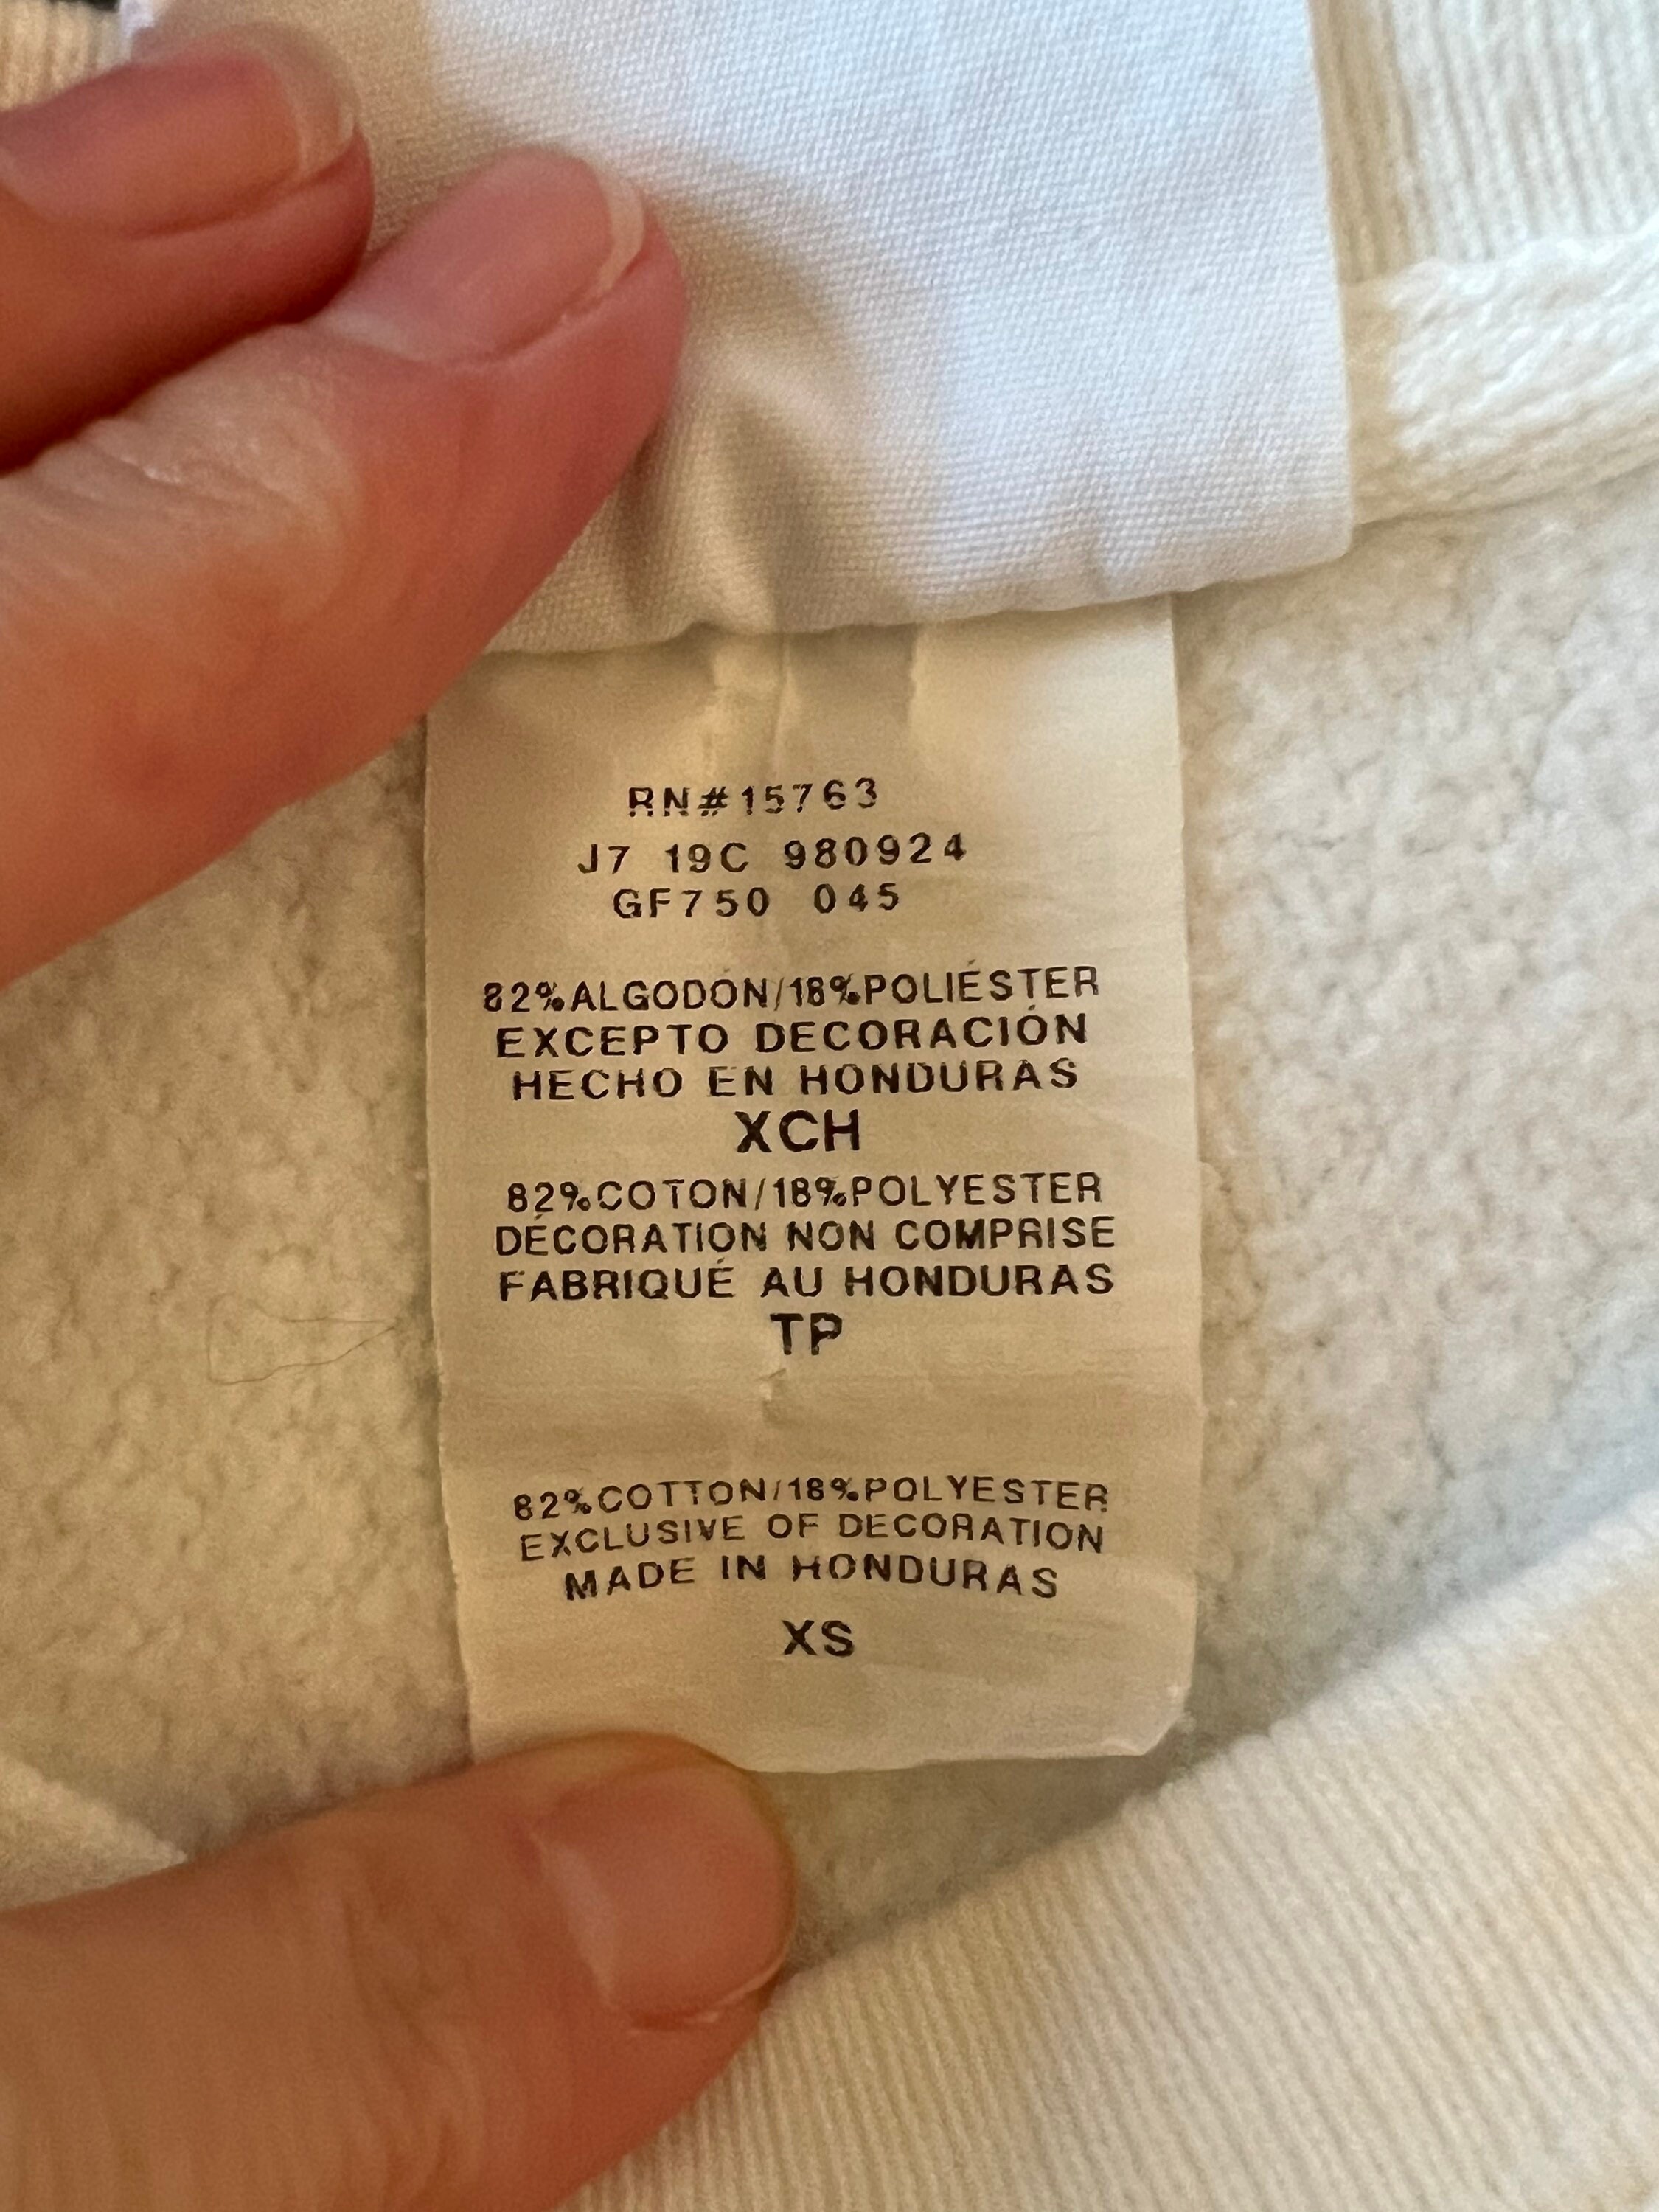 RN#15763
J7 19C 980924
GF750 045
82%ALGODÓN/18%POLIÉSTER
EXCEPTO DECORACIÓN
HECHO EN HONDURAS
XCH
82%COTON/18%POLYESTER
DÉCORATION NON COMPRISE
FABRIQUÉ AU HONDURAS
TP
82%COTTON/18%POLYESTER
EXCLUSIVE OF DECORATION
MADE IN HONDURAS
XS